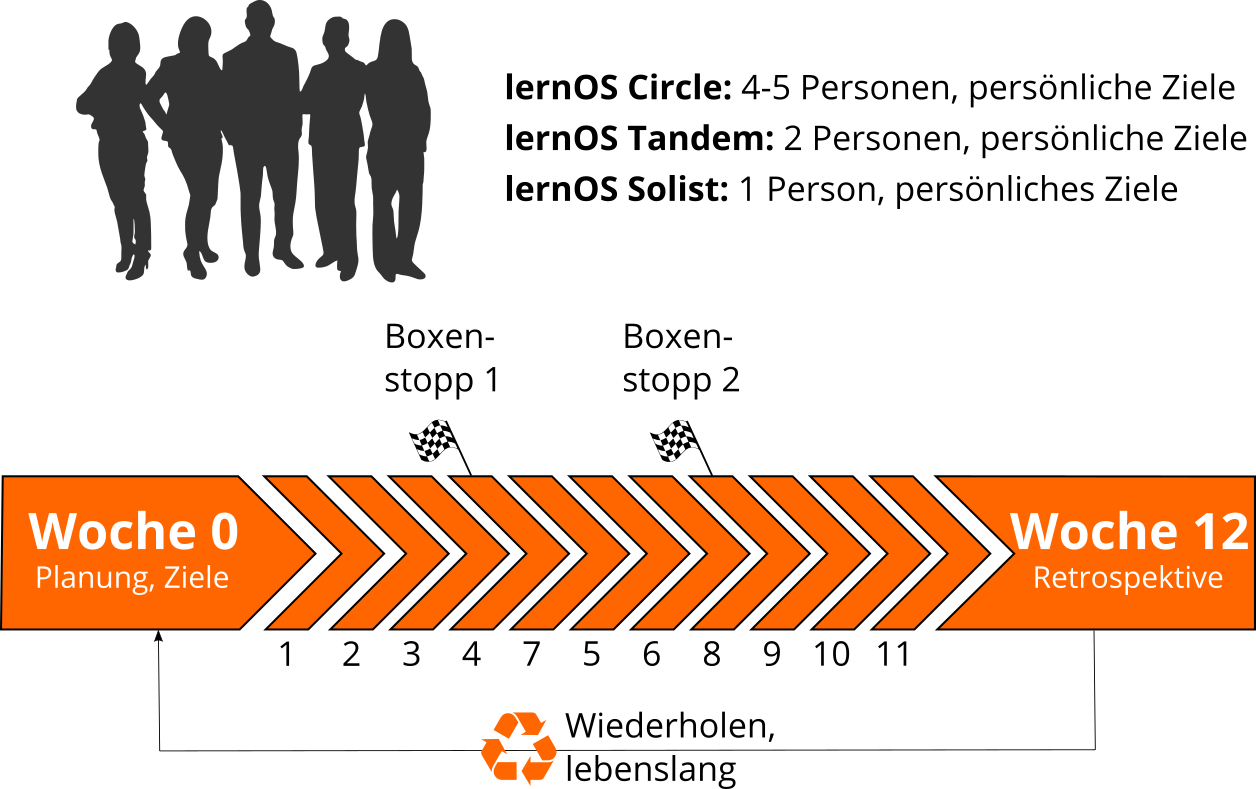 lernOS Circle: 4-5 Personen, persönliche Ziele
lernOS Tandem: 2 Personen, persönliche Ziele
lernOS Solist: 1 Person, persönliches Ziele
Boxen-
stopp 1
Boxen-
stopp 2
Woche 0
Planung, Ziele
Woche 12
Retrospektive
1 2 3 4 7 5 6 8 9 10 11
Wiederholen,
lebenslang